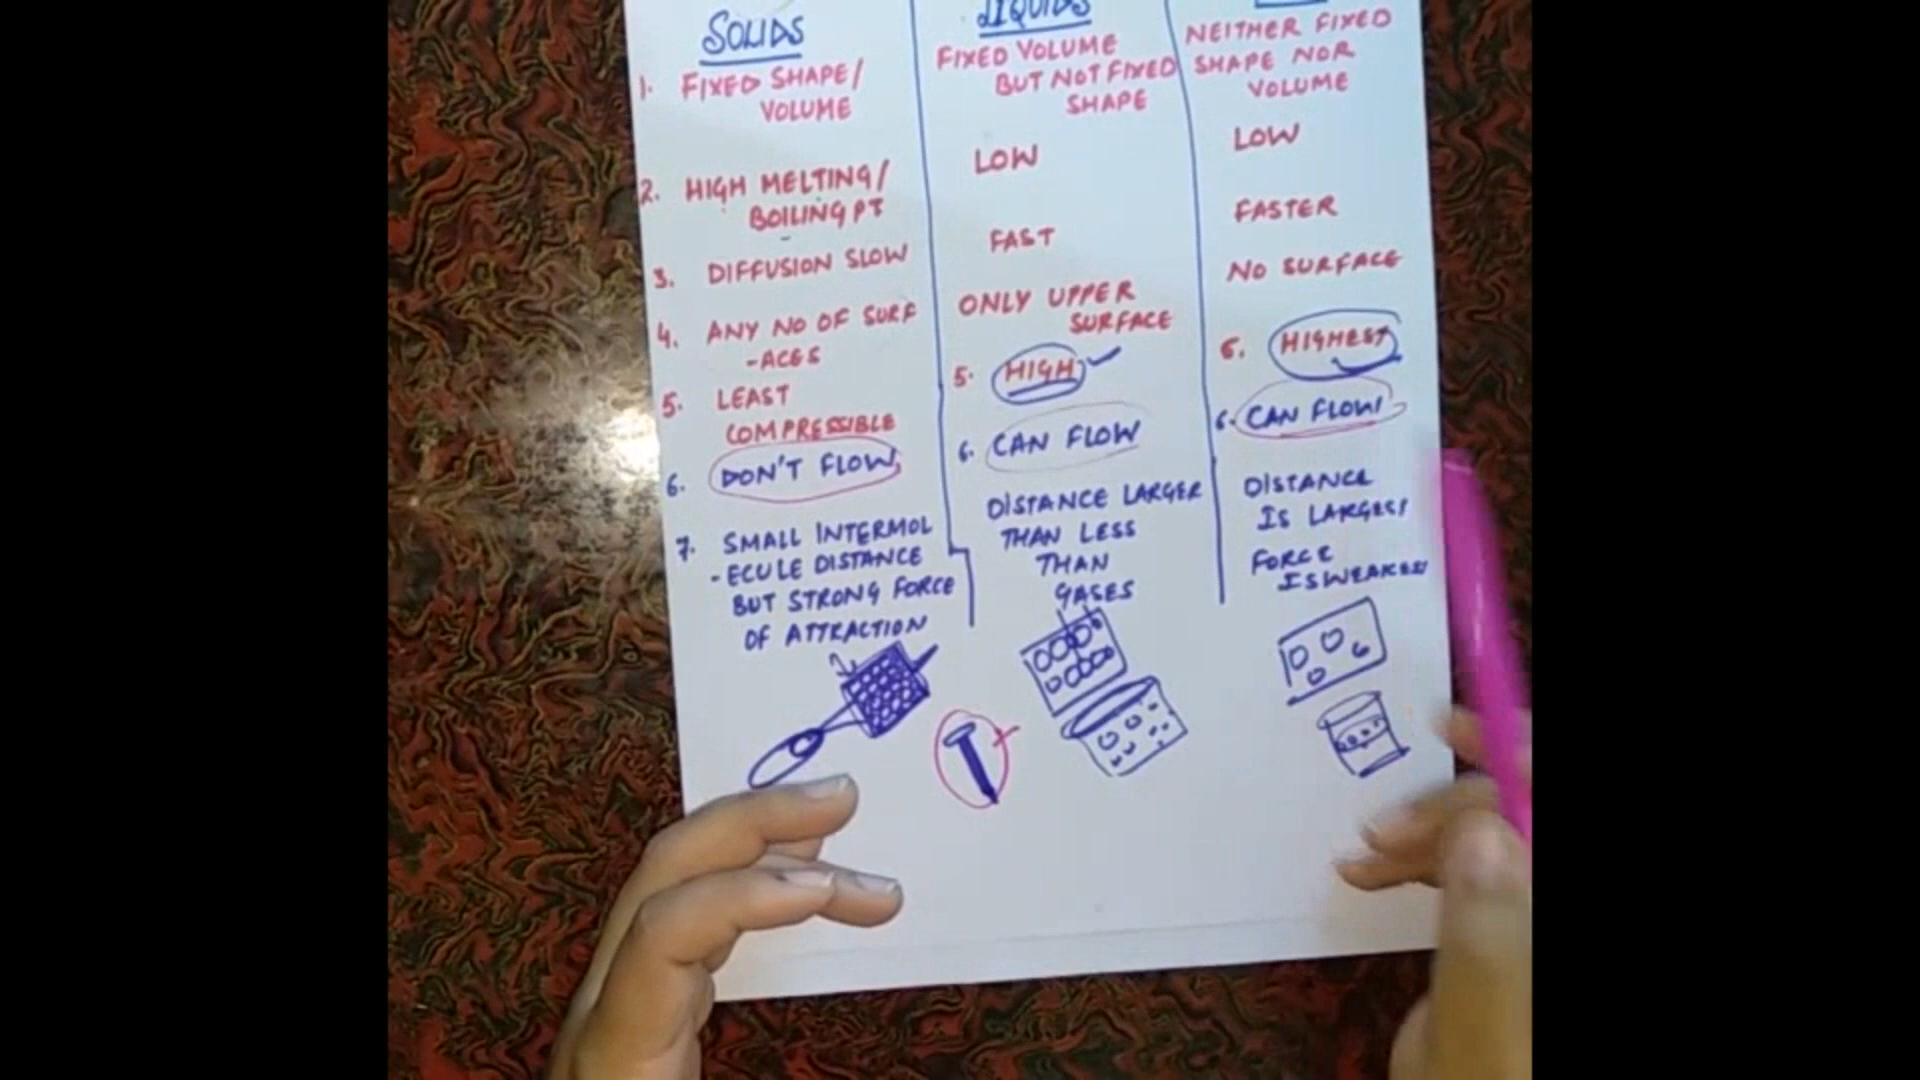 SOLIDS
1. FIXED SHAPE/
VOLUME
2. HIGH MELTING/
BOILING PT
3. DIFFUSION SLOW
4. ANY NO OF SURF
-ACES
5. LEAST
COMPRESSIBLE
6. DON'T FLOW
7. SMALL INTERMOL
-ECULE DISTANCE
BUT STRONG FORCE
OF ATTRACTION
LIQUIDS
FIXED VOLUME
BUT NOT FIXED
SHAPE
LOW
FAST
ONLY UPPER
SURFACE
5. HIGH
6. CAN FLOW
DISTANCE LARGER
THAN LESS
THAN
GASES
NEITHER FIXED
SHAPE NOR
VOLUME
LOW
FASTER
NO SURFACE
6. HIGHEST
6. CAN FLOW
DISTANCE
IS LARGEST
FORCE
IS WEAKEST